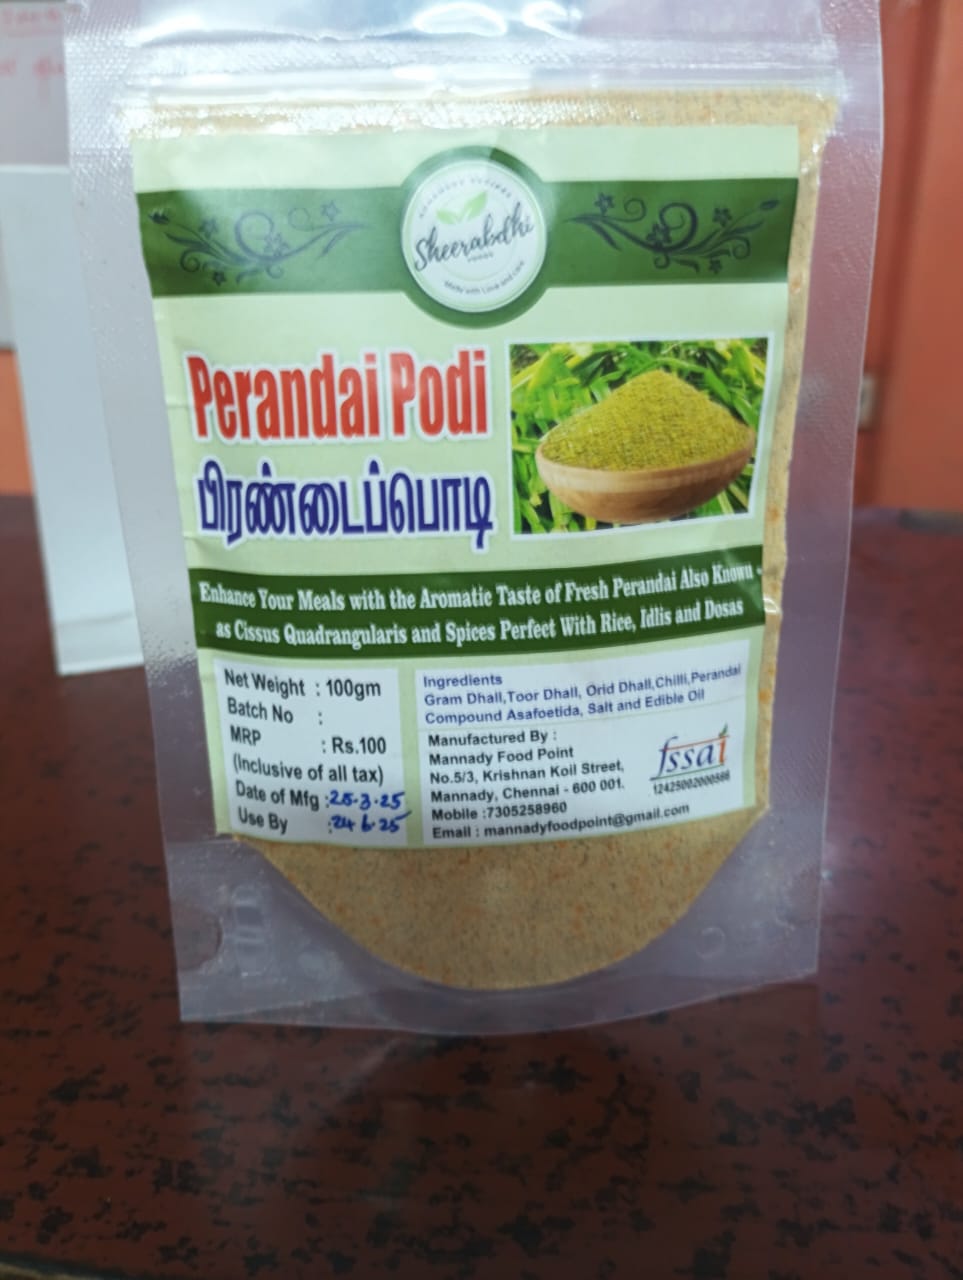 Sheerabdhi
FOODS
Made with Love and care
Perandai Podi
பிரண்டைப்பொடி
Enhance Your Meals with the Aromatic Taste of Fresh Perandai Also Known -
as Cissus Quadrangularis and Spices Perfect With Rice, Idlis and Dosas
Net Weight : 100gm
Batch No :
MRP : Rs.100
(Inclusive of all tax)
Date of Mfg : 25.3.25
Use By : 24.6.25
Ingredients
Gram Dhall,Toor Dhall, Orid Dhall,Chilli,Perandai
Compound Asafoetida, Salt and Edible Oil
Manufactured By :
Mannady Food Point
No.5/3, Krishnan Koil Street,
Mannady, Chennai - 600 001.
Mobile :7305258960
Email : mannadyfoodpoint@gmail.com
fssai
12425002000586